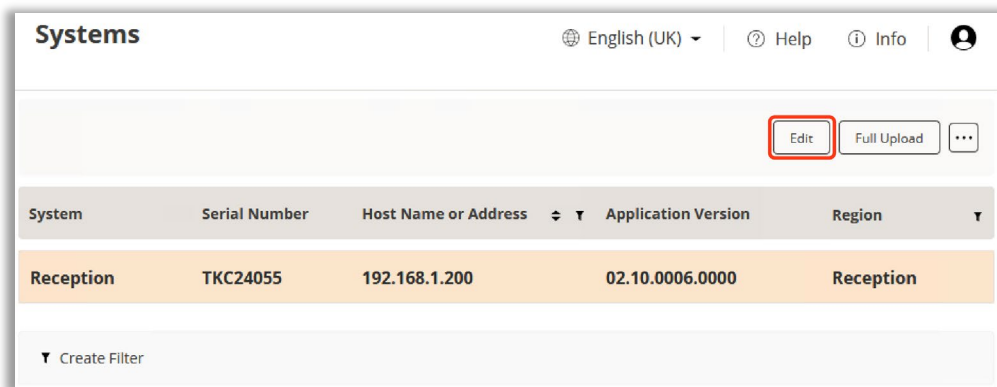 Systems
English (UK) Help Info
Edit Full Upload ...
System Serial Number Host Name or Address Application Version Region
Reception TKC24055 192.168.1.200 02.10.0006.0000 Reception
Create Filter